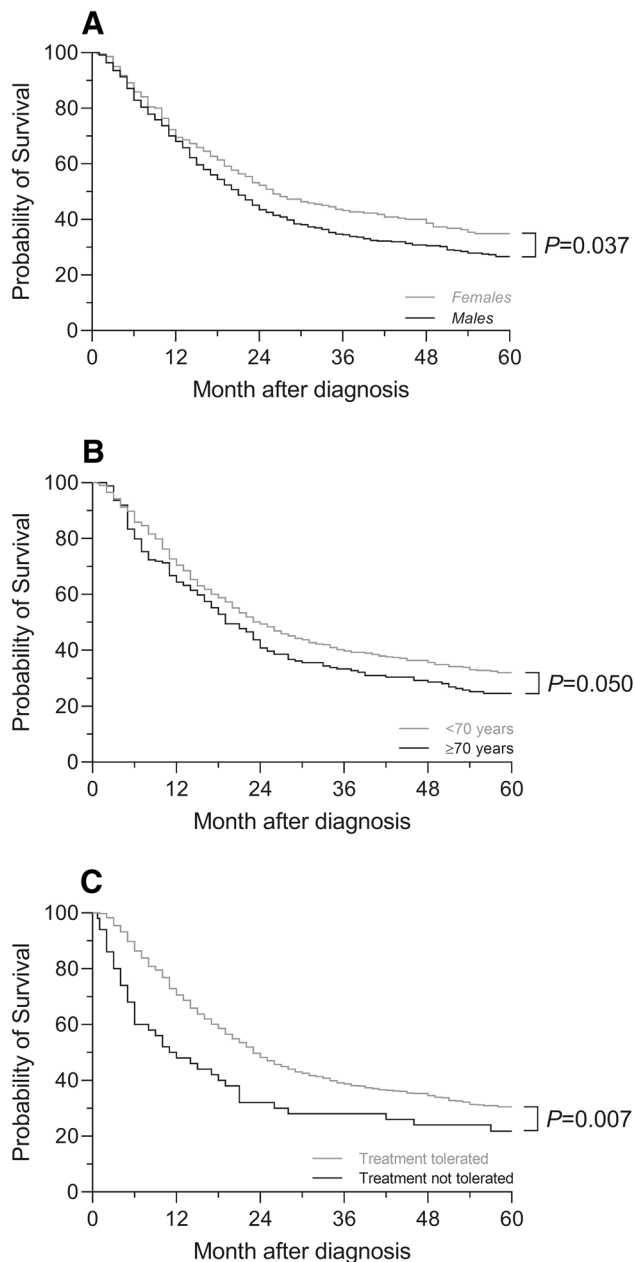 A
100
80
60
40
20
0
Probability of Survival
P=0.037
Females
Males
0 12 24 36 48 60
Month after diagnosis
B
100
80
60
40
20
0
Probability of Survival
P=0.050
<70 years
≥70 years
0 12 24 36 48 60
Month after diagnosis
C
100
80
60
40
20
0
Probability of Survival
P=0.007
Treatment tolerated
Treatment not tolerated
0 12 24 36 48 60
Month after diagnosis